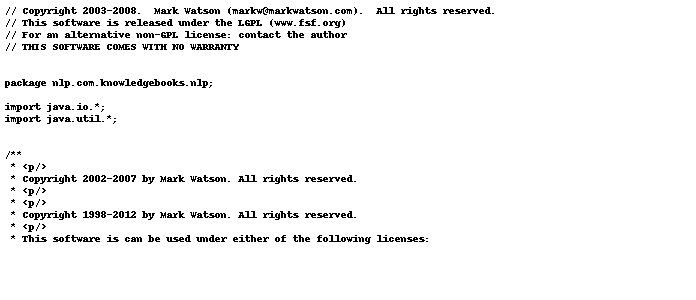 // Copyright 2003-2008.  Mark Watson (markw@markwatson.com).  All rights reserved.
// This software is released under the LGPL (www.fsf.org)
// For an alternative non-GPL license: contact the author
// THIS SOFTWARE COMES WITH NO WARRANTY

package nlp.com.knowledgebooks.nlp;

import java.io.*;
import java.util.*;

/**
 * <p/>
 * Copyright 2002-2007 by Mark Watson. All rights reserved.
 * <p/>
 * <p/>
 * Copyright 1998-2012 by Mark Watson. All rights reserved.
 * <p/>
 * This software is can be used under either of the following licenses: